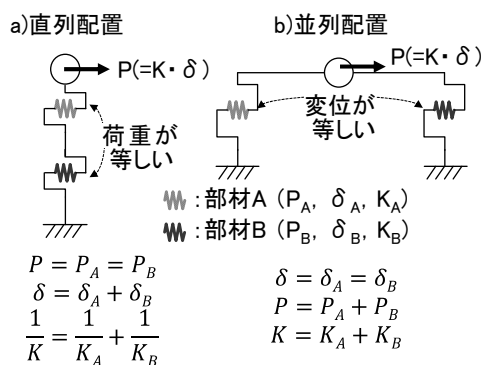 a)直列配置
P(=K・δ)
荷重が
等しい
b)並列配置
P(=K・δ)
変位が
等しい
:部材A (P_A, δ_A, K_A)
:部材B (P_B, δ_B, K_B)
P = P_A = P_B
δ = δ_A + δ_B
1/K = 1/K_A + 1/K_B
δ = δ_A = δ_B
P = P_A + P_B
K = K_A + K_B